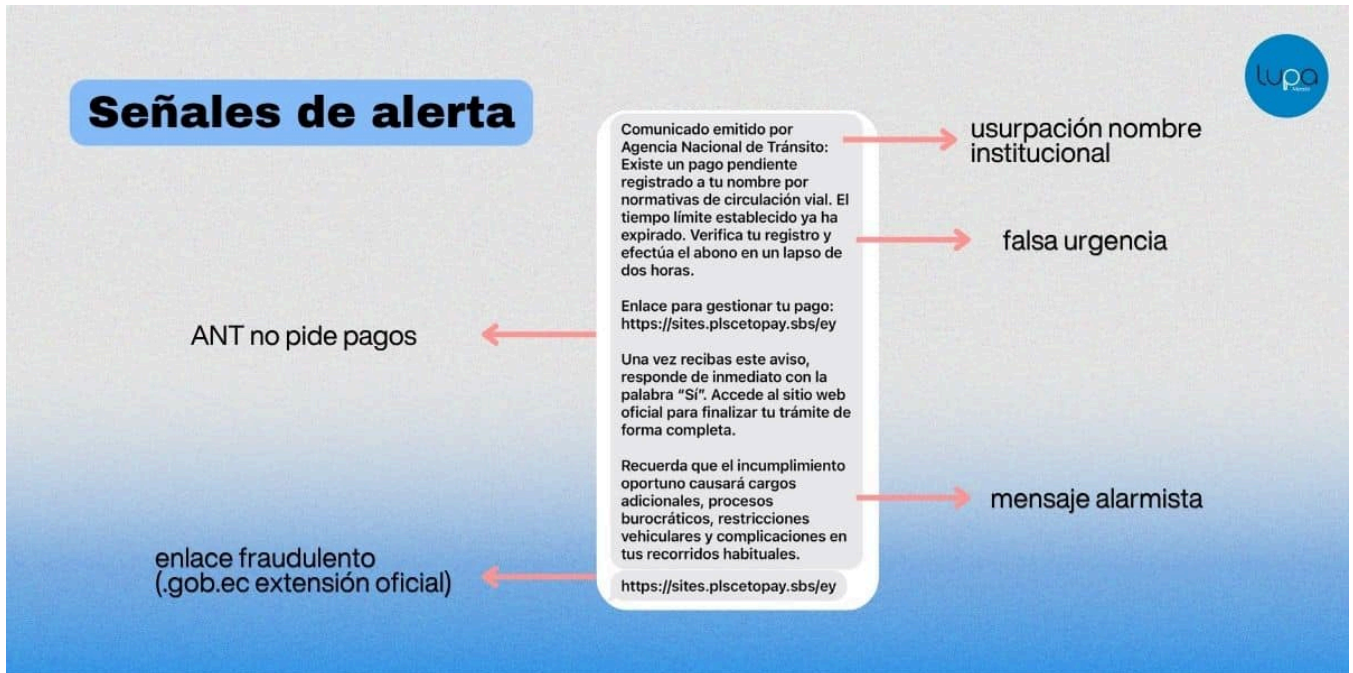 Señales de alerta
lupa
Comunicado emitido por
Agencia Nacional de Tránsito:
Existe un pago pendiente
registrado a tu nombre por
normativas de circulación vial. El
tiempo límite establecido ya ha
expirado. Verifica tu registro y
efectúa el abono en un lapso de
dos horas.
Enlace para gestionar tu pago:
https://sites.plscetopay.sbs/ey
Una vez recibas este aviso,
responde de inmediato con la
palabra “Sí”. Accede al sitio web
oficial para finalizar tu trámite de
forma completa.
Recuerda que el incumplimiento
oportuno causará cargos
adicionales, procesos
burocráticos, restricciones
vehiculares y complicaciones en
tus recorridos habituales.
https://sites.plscetopay.sbs/ey
usurpación nombre
institucional
falsa urgencia
ANT no pide pagos
mensaje alarmista
enlace fraudulento
(.gob.ec extensión oficial)